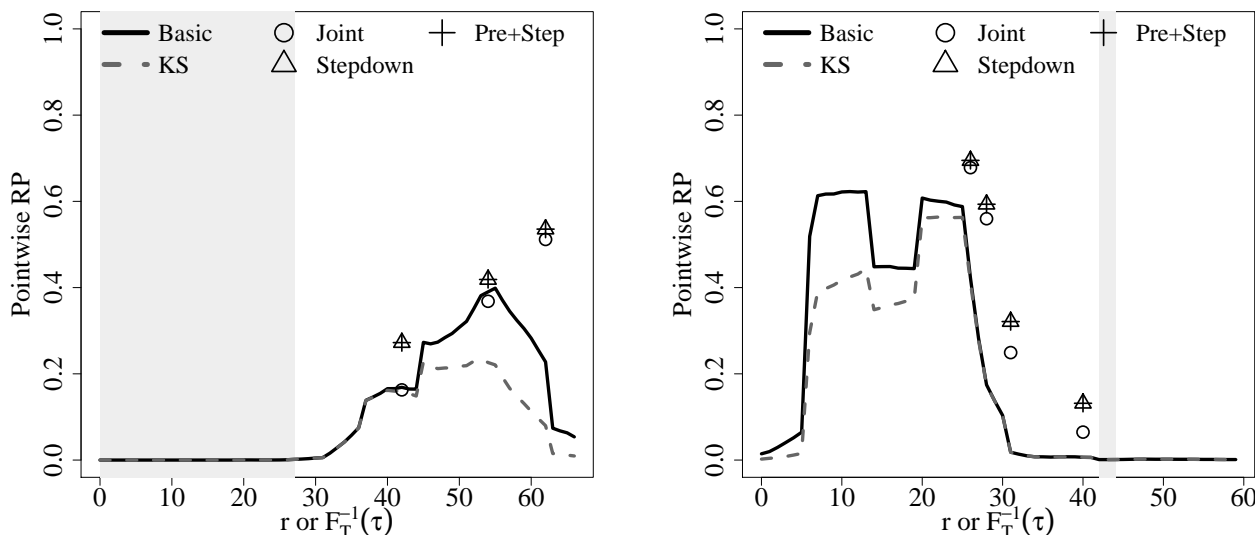 Basic Joint Pre+Step
KS Stepdown
Pointwise RP
0.0 0.2 0.4 0.6 0.8 1.0
0 10 20 30 40 50 60
r or F_T^{-1}(τ)
Basic Joint Pre+Step
KS Stepdown
Pointwise RP
0.0 0.2 0.4 0.6 0.8 1.0
0 10 20 30 40 50 60
r or F_T^{-1}(τ)